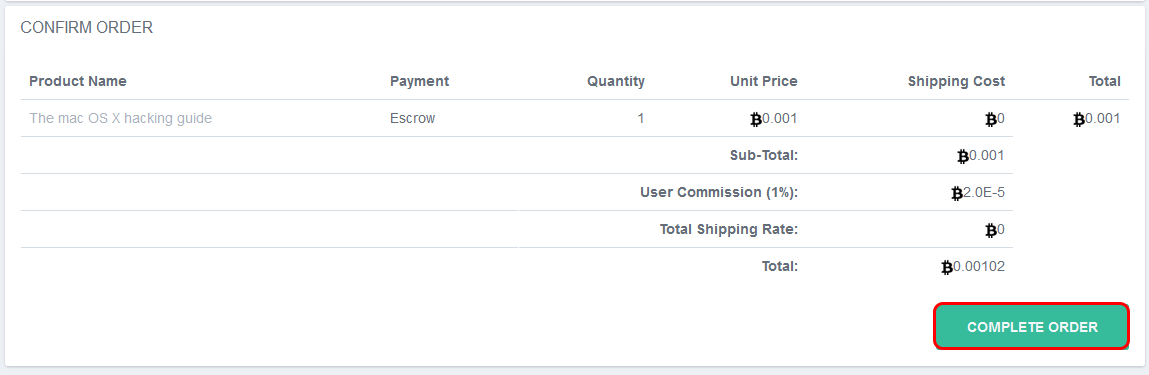 CONFIRM ORDER
Product Name Payment Quantity Unit Price Shipping Cost Total
The mac OS X hacking guide Escrow 1 ₿0.001 ₿0 ₿0.001
Sub-Total: ₿0.001
User Commission (1%): ₿2.0E-5
Total Shipping Rate: ₿0
Total: ₿0.00102
COMPLETE ORDER